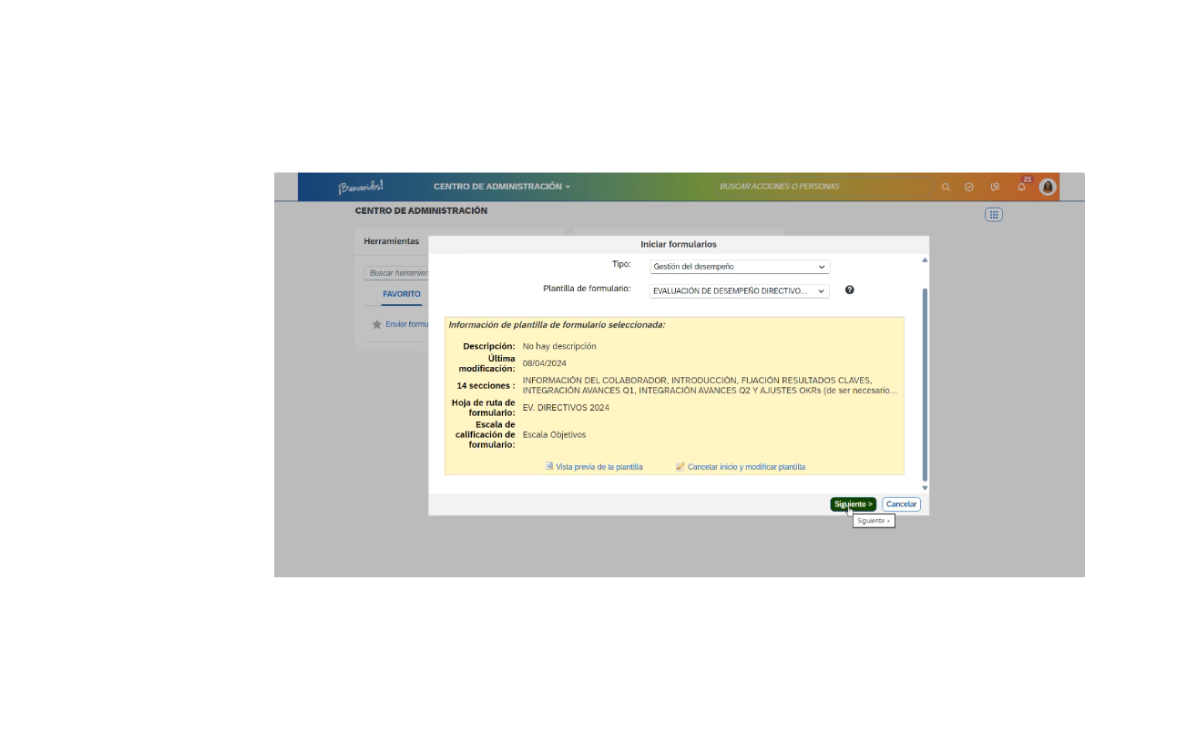 ¡Bienvenidos!
CENTRO DE ADMINISTRACIÓN
BUSCAR ACCIONES O PERSONAS
21
CENTRO DE ADMINISTRACIÓN
Herramientas
Iniciar formularios
Tipo:
Gestión del desempeño
Buscar herramien
Plantilla de formulario:
EVALUACIÓN DE DESEMPEÑO DIRECTIVO...
FAVORITO
Enviar formu
Información de plantilla de formulario seleccionada:
Descripción: No hay descripción
Última
modificación: 08/04/2024
14 secciones : INFORMACIÓN DEL COLABORADOR, INTRODUCCIÓN, FIJACIÓN RESULTADOS CLAVES,
INTEGRACIÓN AVANCES Q1, INTEGRACIÓN AVANCES Q2 Y AJUSTES OKRs (de ser necesario...
Hoja de ruta de
formulario: EV. DIRECTIVOS 2024
Escala de
calificación de
formulario: Escala Objetivos
Vista previa de la plantilla
Cancelar inicio y modificar plantilla
Siguiente >
Cancelar
Siguiente >